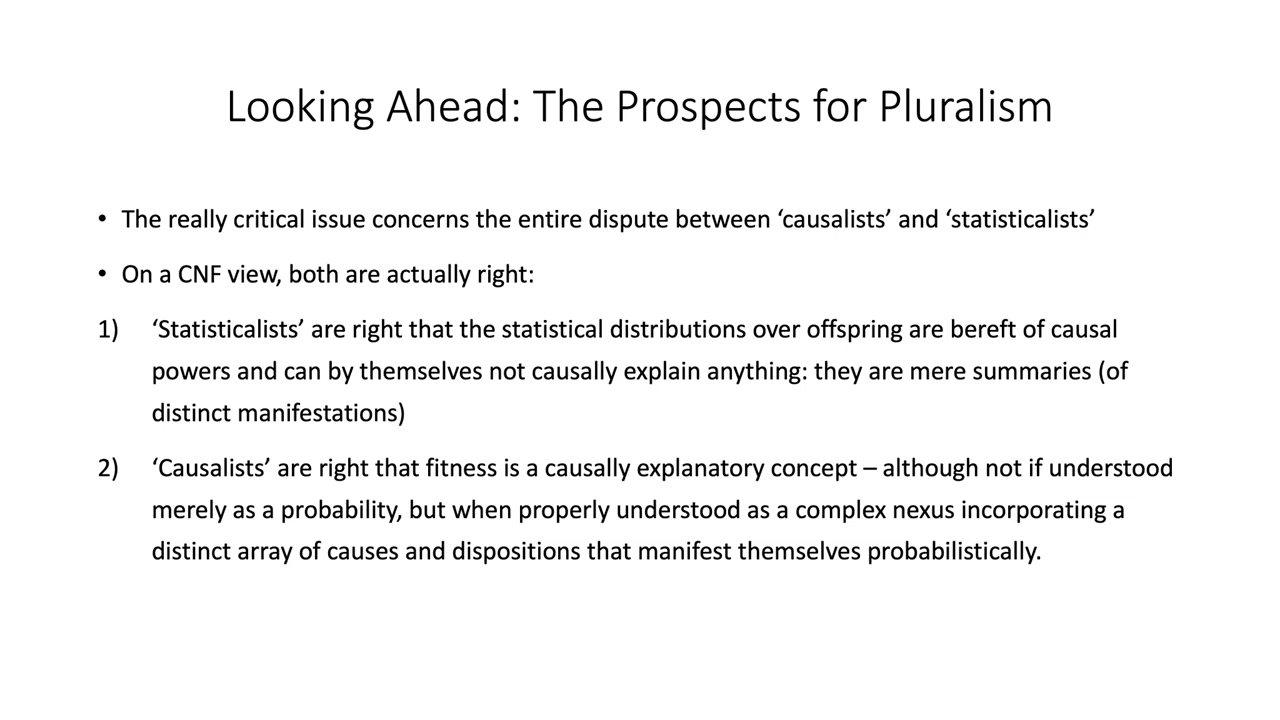 Looking Ahead: The Prospects for Pluralism
• The really critical issue concerns the entire dispute between ‘causalists’ and ‘statisticalists’
• On a CNF view, both are actually right:
1) ‘Statisticalists’ are right that the statistical distributions over offspring are bereft of causal
powers and can by themselves not causally explain anything: they are mere summaries (of
distinct manifestations)
2) ‘Causalists’ are right that fitness is a causally explanatory concept – although not if understood
merely as a probability, but when properly understood as a complex nexus incorporating a
distinct array of causes and dispositions that manifest themselves probabilistically.